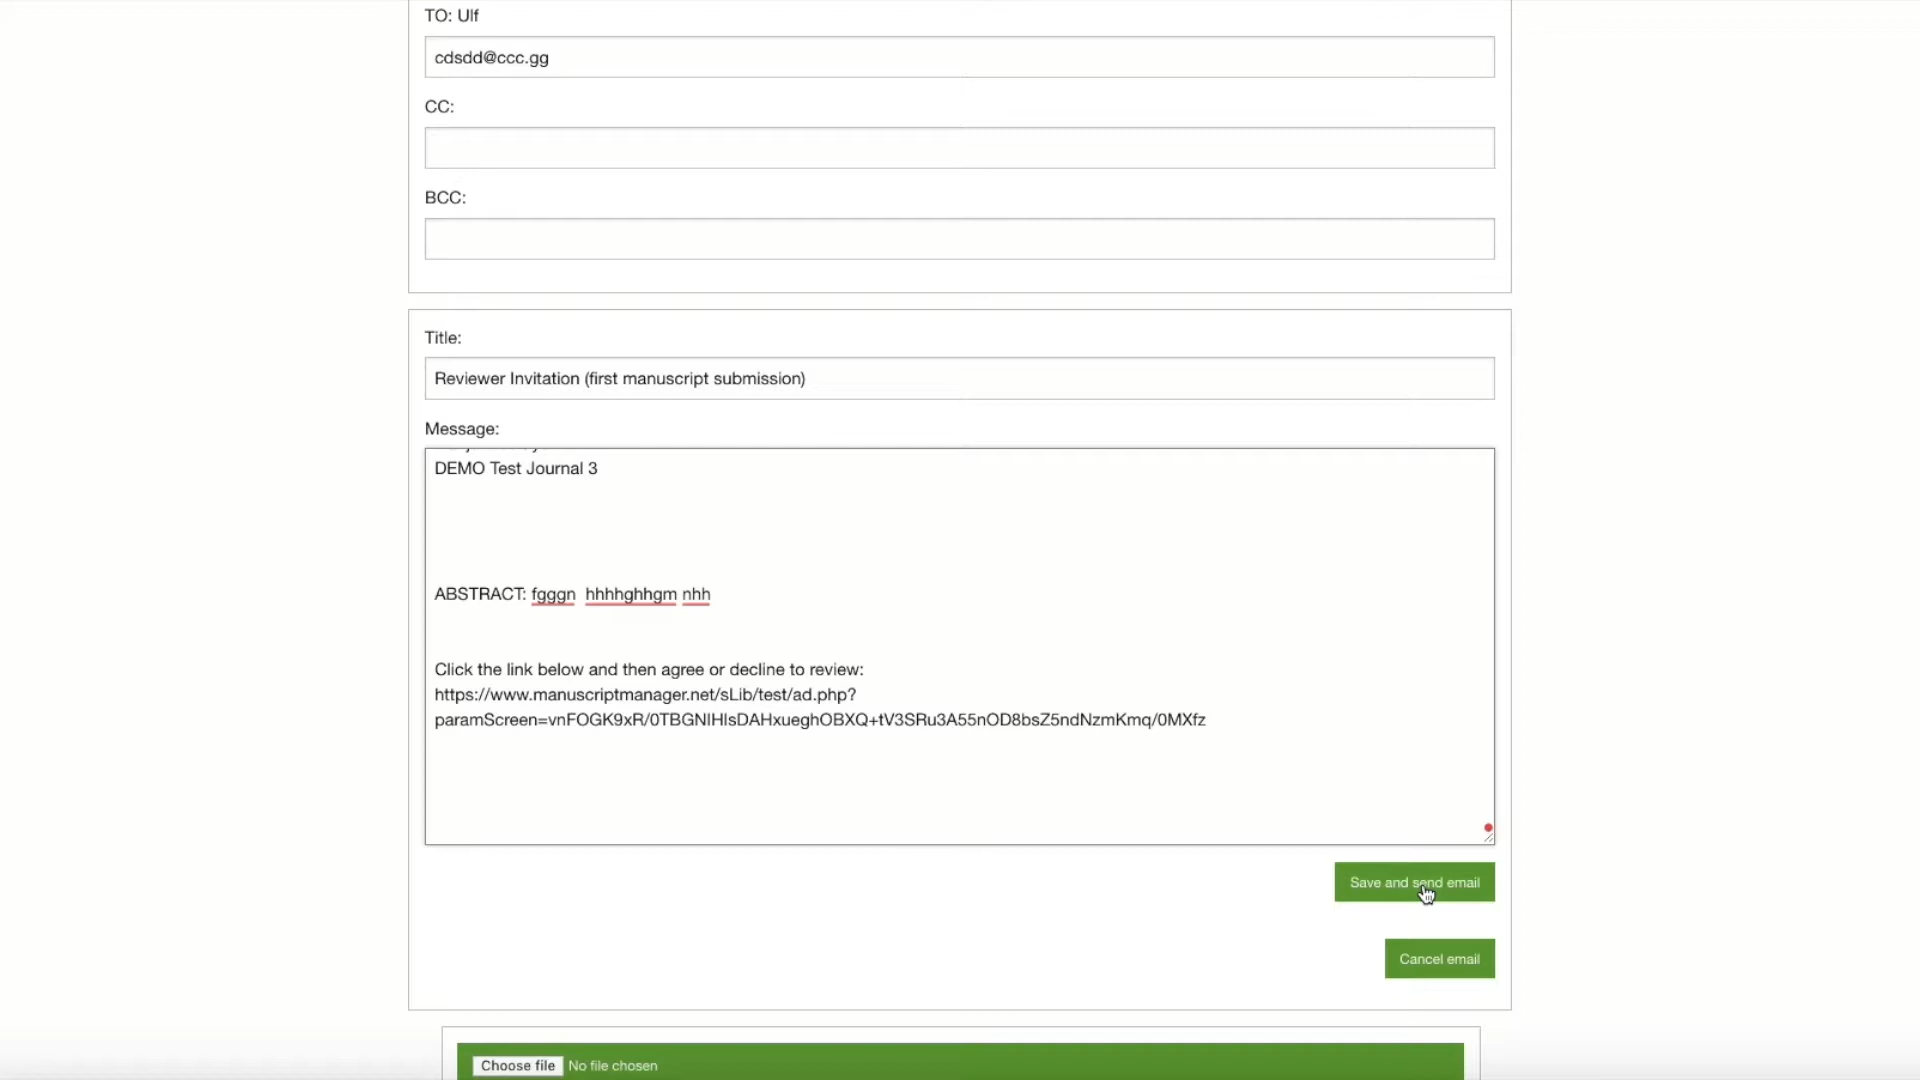 TO: Ulf
cdsdd@ccc.gg
CC:
BCC:
Title:
Reviewer Invitation (first manuscript submission)
Message:
DEMO Test Journal 3
ABSTRACT: fgggn  hhhhghhgm nhh
Click the link below and then agree or decline to review:
https://www.manuscriptmanager.net/sLib/test/ad.php?
paramScreen=vnFOGK9xR/0TBGNIHIsDAHxueghOBXQ+tV3SRu3A55nOD8bsZ5ndNzmKmq/0MXfz
Save and send email
Cancel email
Choose file No file chosen